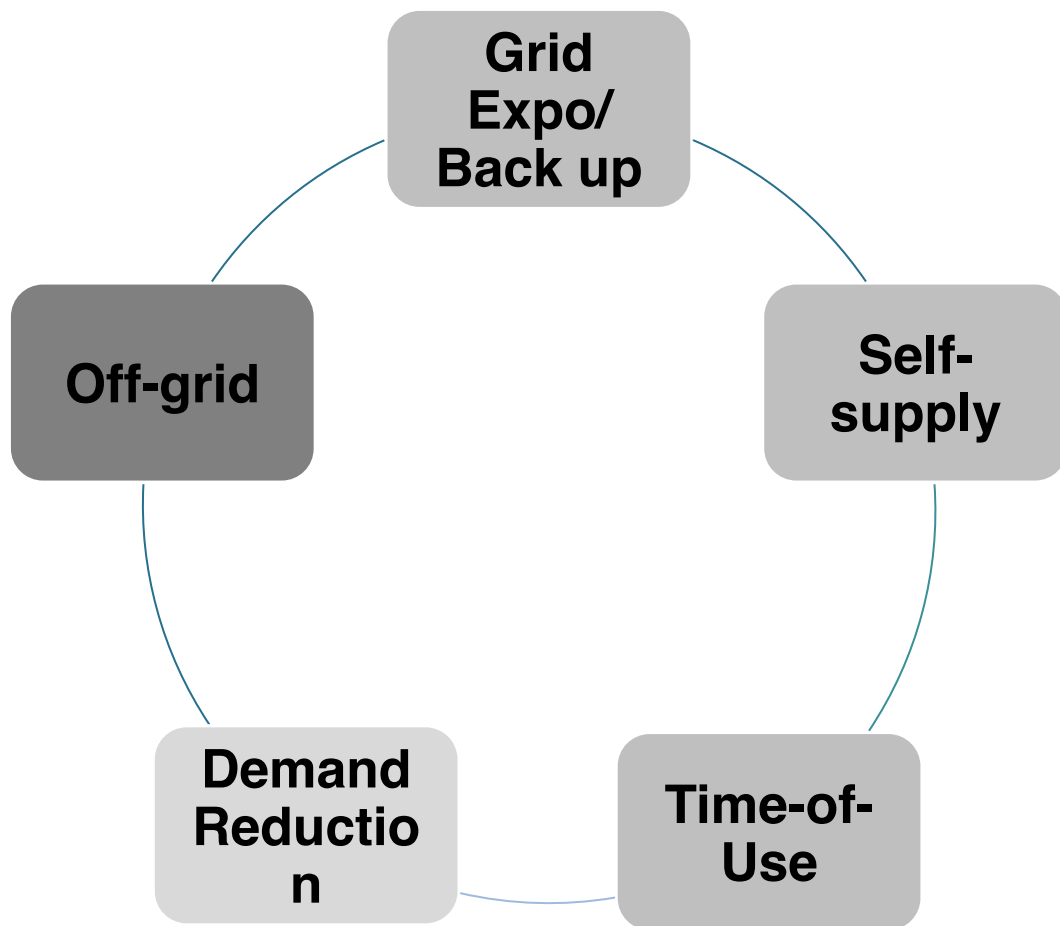 Grid
Expo/
Back up
Self-
supply
Time-of-
Use
Demand
Reductio
n
Off-grid